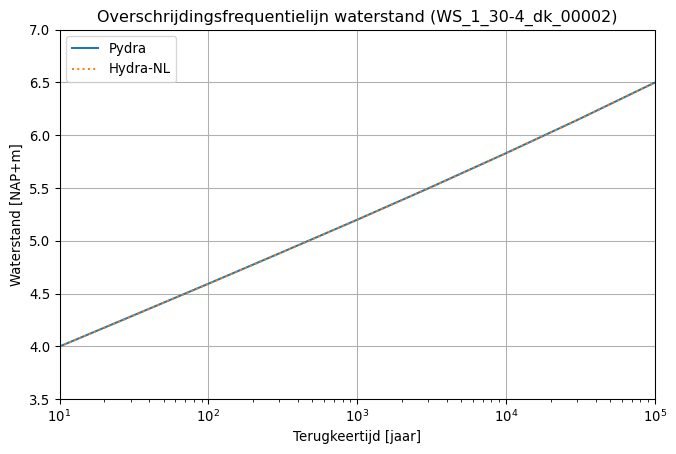 Overschrijdingsfrequentielijn waterstand (WS_1_30-4_dk_00002)
Pydra
Hydra-NL
Waterstand [NAP+m]
7.0
6.5
6.0
5.5
5.0
4.5
4.0
3.5
10¹ 10² 10³ 10⁴ 10⁵
Terugkeertijd [jaar]